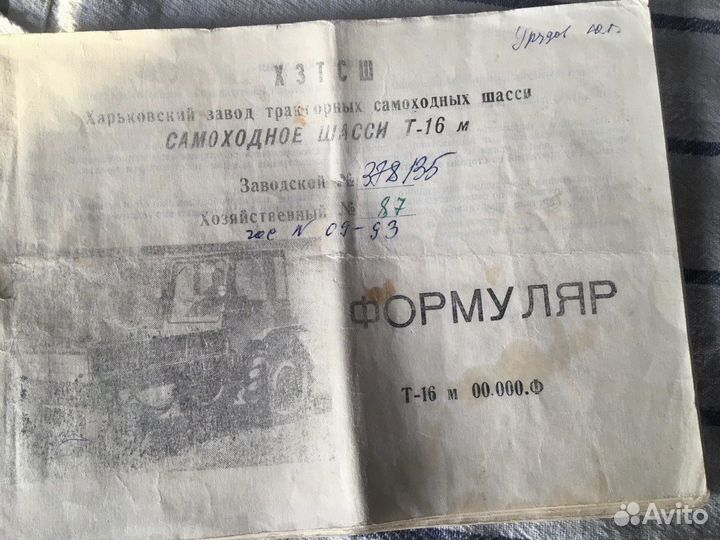 ХЗТСШ
Харьковский завод тракторных самоходных шасси
САМОХОДНОЕ ШАССИ Т-16 м
Заводской № 378135
Хозяйственный № 87
гос N 09-93
ФОРМУЛЯР
Т-16 м 00.000.Ф
Avito